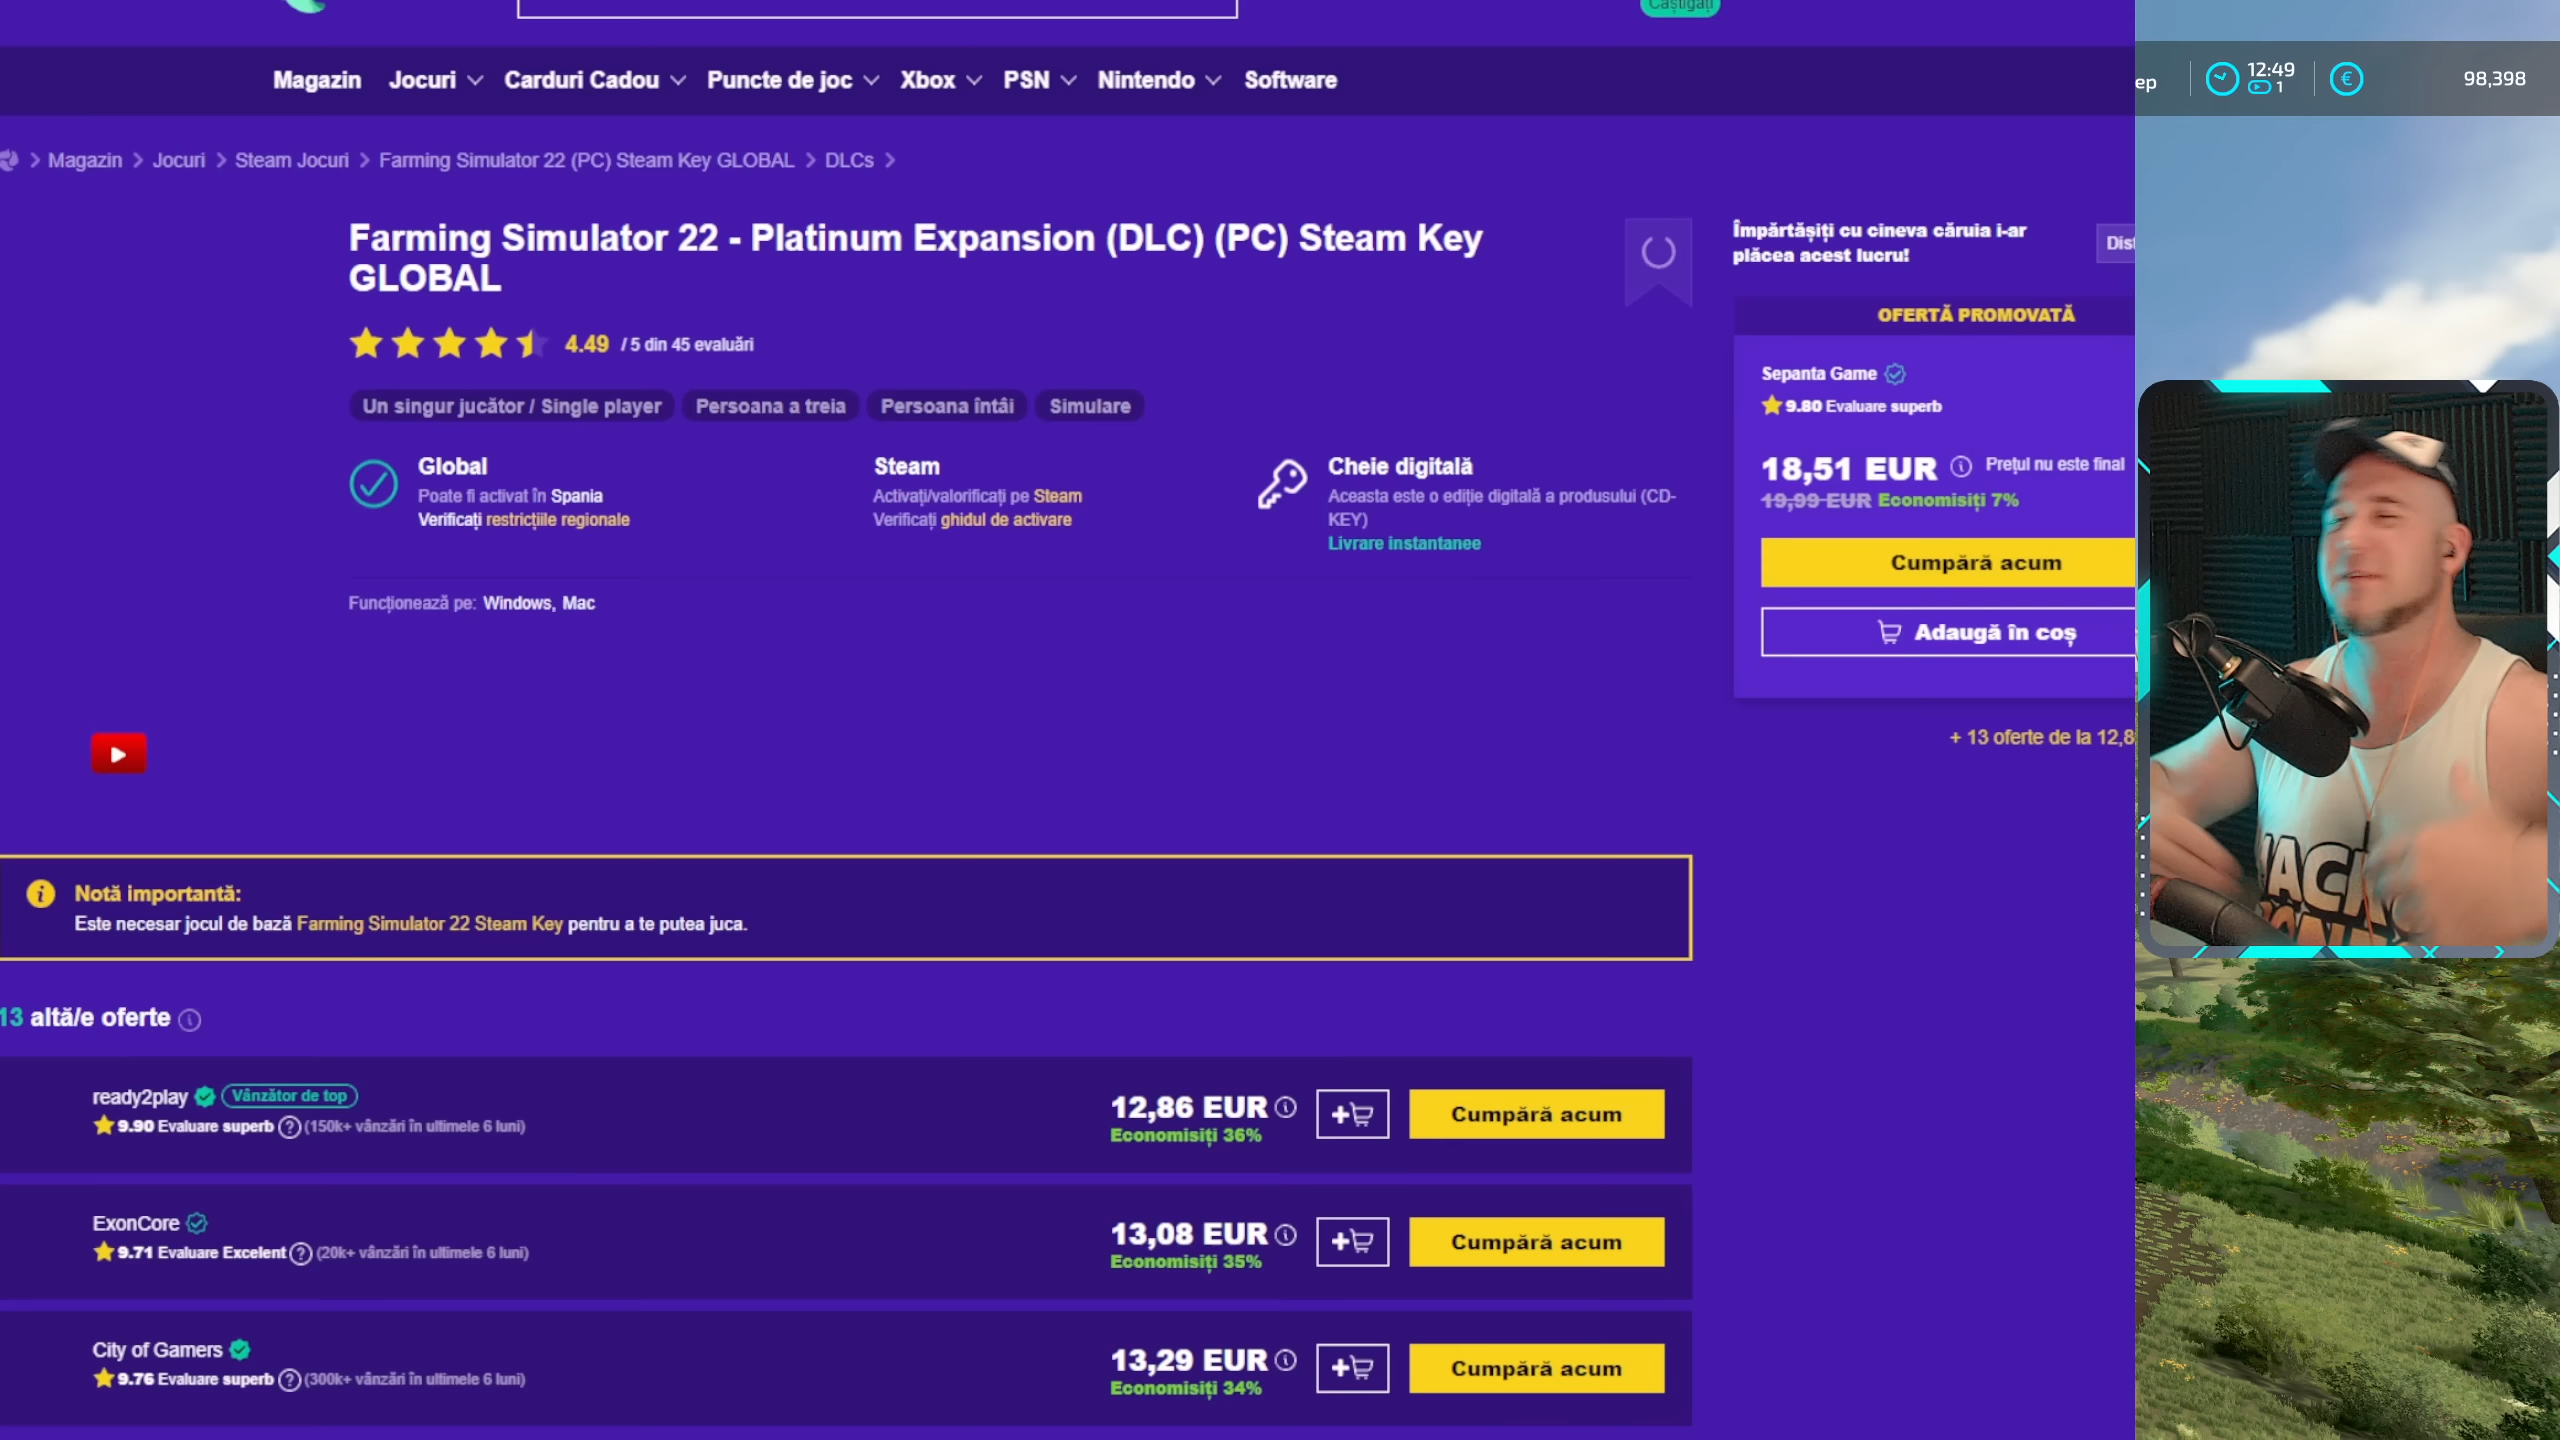 Câștigați
Magazin Jocuri Carduri Cadou Puncte de joc Xbox PSN Nintendo Software
12:49
1
98,398
Magazin Jocuri Steam Jocuri Farming Simulator 22 (PC) Steam Key GLOBAL DLCs
Farming Simulator 22 - Platinum Expansion (DLC) (PC) Steam Key
GLOBAL
4.49 / 5 din 45 evaluări
Un singur jucător / Single player Persoana a treia Persoana întâi Simulare
Global
Poate fi activat în Spania
Verificați restricțiile regionale
Steam
Activați/valorificați pe Steam
Verificați ghidul de activare
Cheie digitală
Aceasta este o ediție digitală a produsului (CD-
KEY)
Livrare instantanee
Funcționează pe: Windows, Mac
Împărtășiți cu cineva căruia i-ar
plăcea acest lucru!
OFERTĂ PROMOVATĂ
Sepanta Game
9.80 Evaluare superb
18,51 EUR Prețul nu este final
19,99 EUR Economisiți 7%
Cumpără acum
Adaugă în coș
+ 13 oferte de la 12,8
Notă importantă:
Este necesar jocul de bază Farming Simulator 22 Steam Key pentru a te putea juca.
13 altă/e oferte
ready2play Vânzător de top
9.90 Evaluare superb (150k+ vânzări în ultimele 6 luni)
12,86 EUR
Economisiți 36%
Cumpără acum
ExonCore
9.71 Evaluare Excelent (20k+ vânzări în ultimele 6 luni)
13,08 EUR
Economisiți 35%
Cumpără acum
City of Gamers
9.76 Evaluare superb (300k+ vânzări în ultimele 6 luni)
13,29 EUR
Economisiți 34%
Cumpără acum